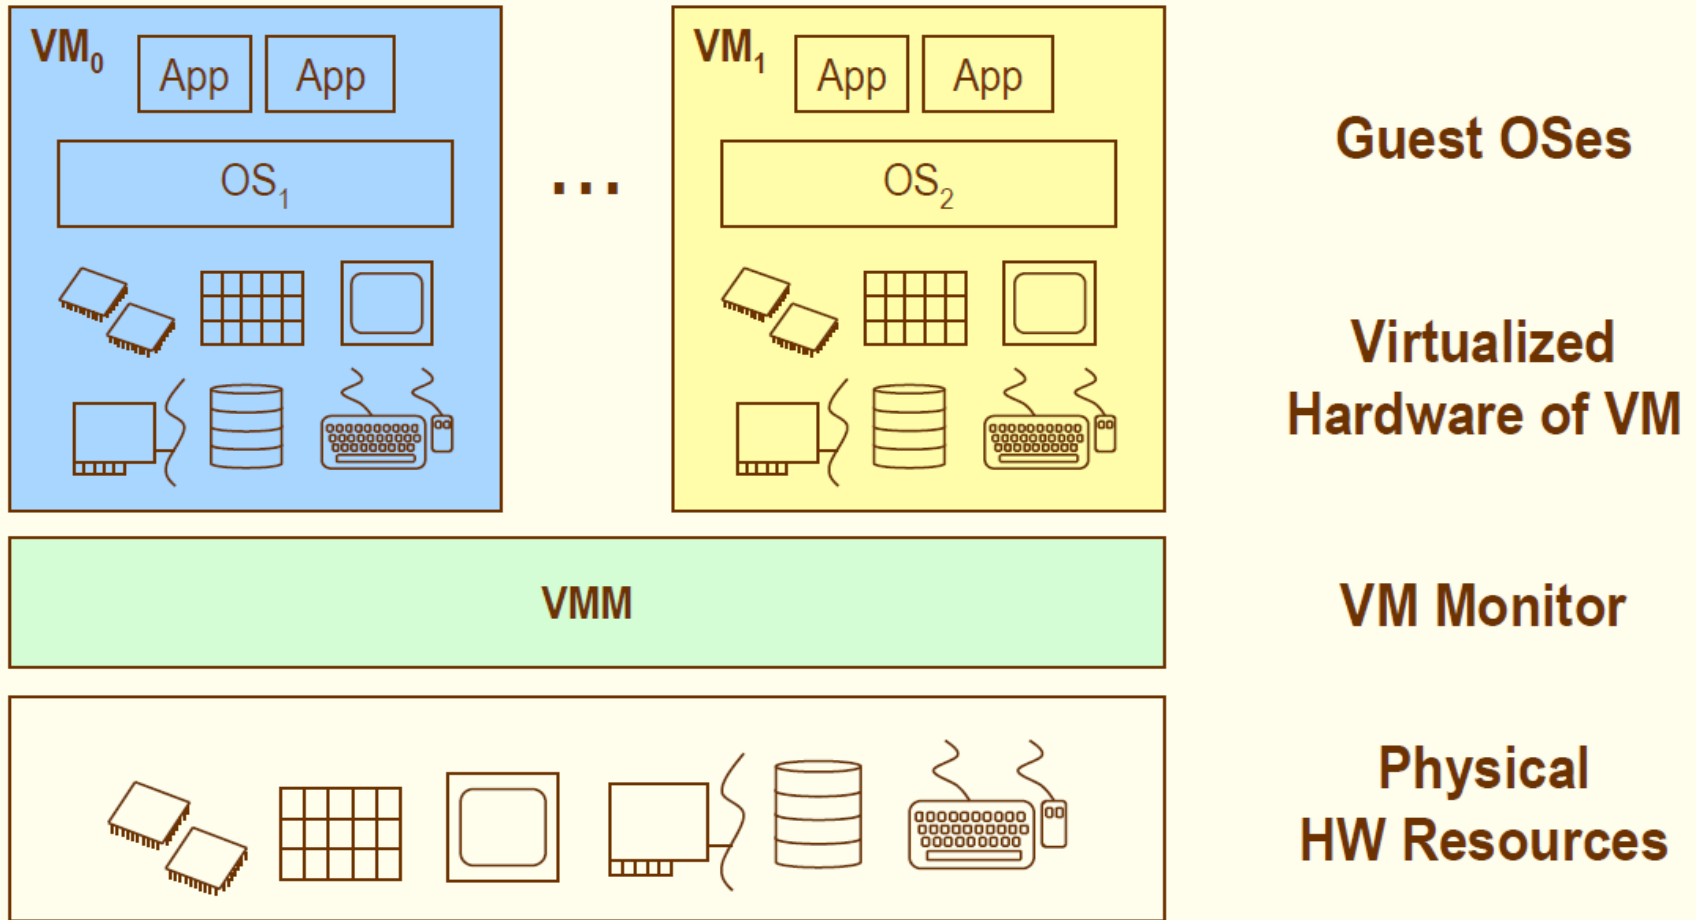 VM₀
App App
OS₁
...
VM₁
App App
OS₂
Guest OSes
Virtualized
Hardware of VM
VMM
VM Monitor
Physical
HW Resources